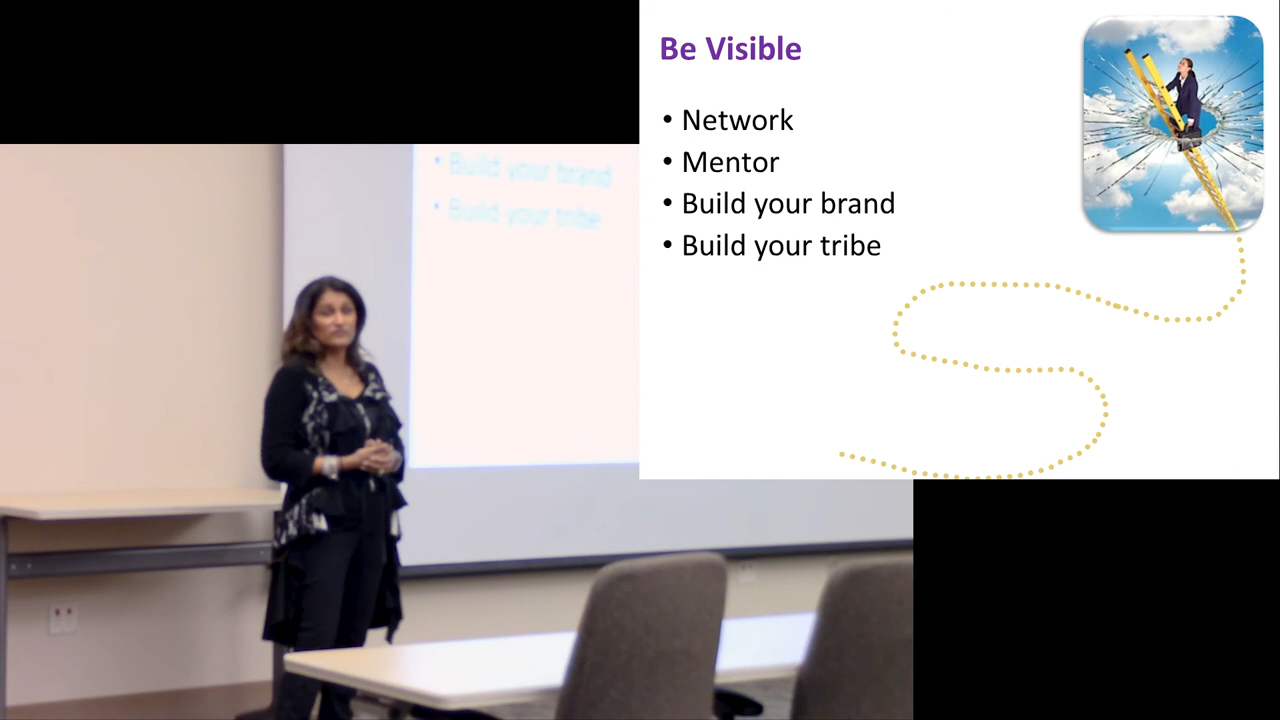 Be Visible
• Network
• Mentor
• Build your brand
• Build your tribe
• Build your brand
• Build your tribe